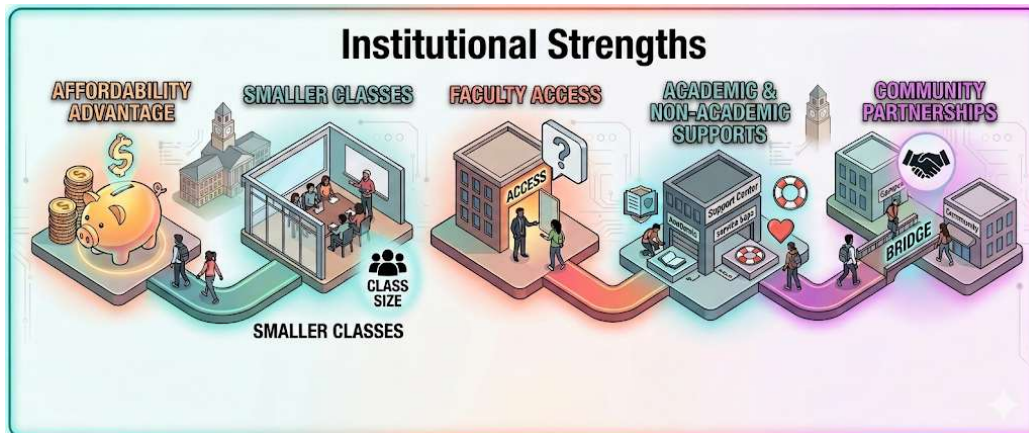 Institutional Strengths
AFFORDABILITY
ADVANTAGE
SMALLER CLASSES
FACULTY ACCESS
ACADEMIC &
NON-ACADEMIC
SUPPORTS
COMMUNITY
PARTNERSHIPS
$
?
ACCESS
Support Center
Community
BRIDGE
CLASS
SIZE
SMALLER CLASSES